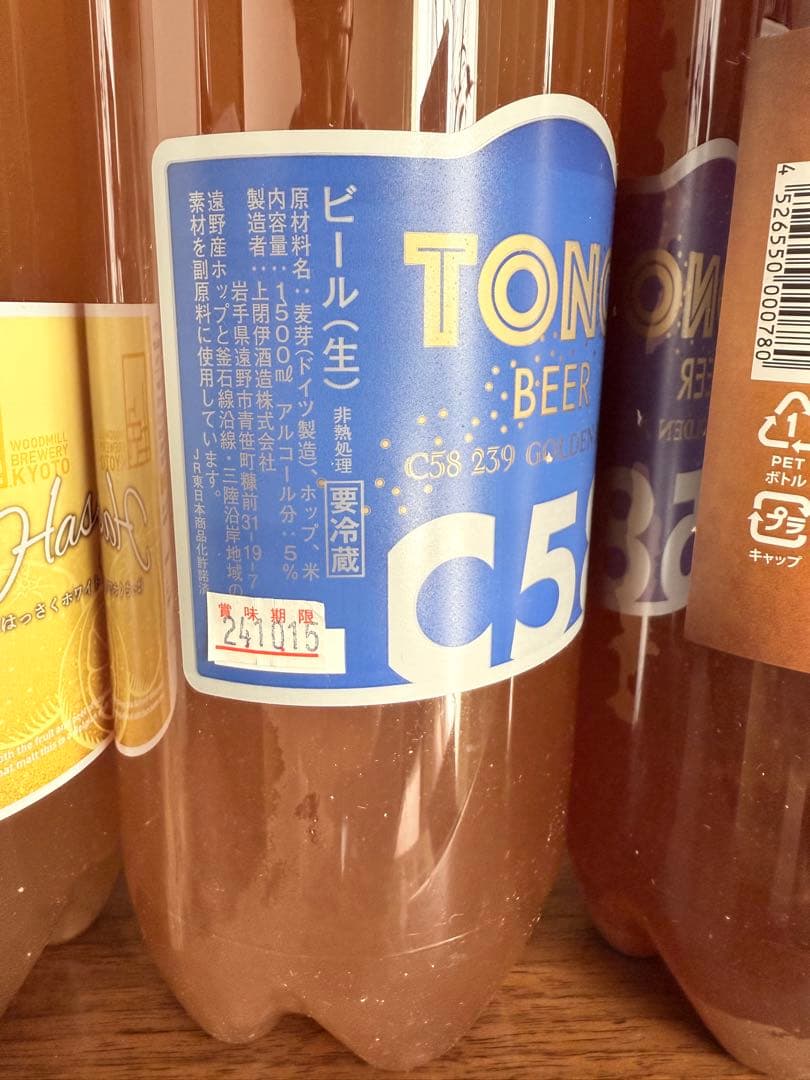 ビール(生) 非熱処理 要冷蔵
原材料名:麦芽(ドイツ製造)、ホップ、米
内容量:1500㎖ アルコール分:5%
製造者:上閉伊酒造株式会社
岩手県遠野市青笹町糠前31-19-7
遠野産ホップと釜石線沿線・三陸沿岸地域の
素材を副原料に使用しています。
JR東日本商品化許諾済
賞味期限
241015
TONO
BEER
C58 239 GOLDEN
C58
WOODMILL
BREWERY
KYOTO
はっさくホワイト
4 526550 000780
1
PET
ボトル
プラ
キャップ